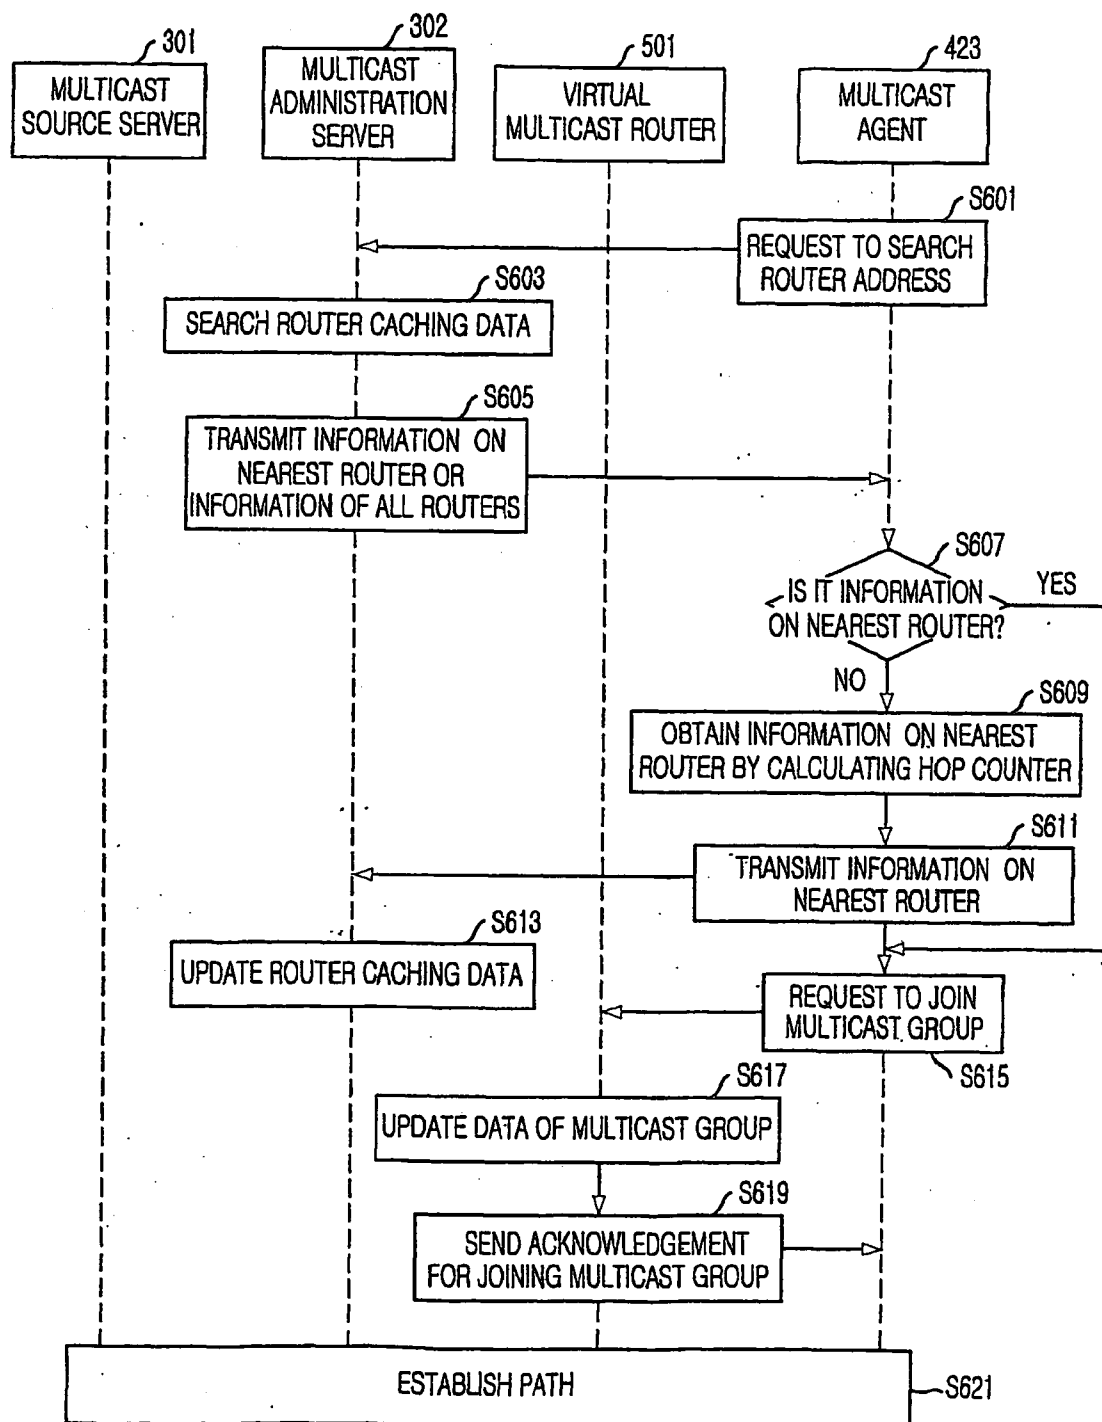 301
302
501
423
MULTICAST
SOURCE SERVER
MULTICAST
ADMINISTRATION
SERVER
VIRTUAL
MULTICAST ROUTER
MULTICAST
AGENT
S601
REQUEST TO SEARCH
ROUTER ADDRESS
S603
SEARCH ROUTER CACHING DATA
S605
TRANSMIT INFORMATION ON
NEAREST ROUTER OR
INFORMATION OF ALL ROUTERS
S607
IS IT INFORMATION
ON NEAREST ROUTER?
YES
NO
S609
OBTAIN INFORMATION ON NEAREST
ROUTER BY CALCULATING HOP COUNTER
S611
TRANSMIT INFORMATION ON
NEAREST ROUTER
S613
UPDATE ROUTER CACHING DATA
REQUEST TO JOIN
MULTICAST GROUP
S615
S617
UPDATE DATA OF MULTICAST GROUP
S619
SEND ACKNOWLEDGEMENT
FOR JOINING MULTICAST GROUP
ESTABLISH PATH
S621